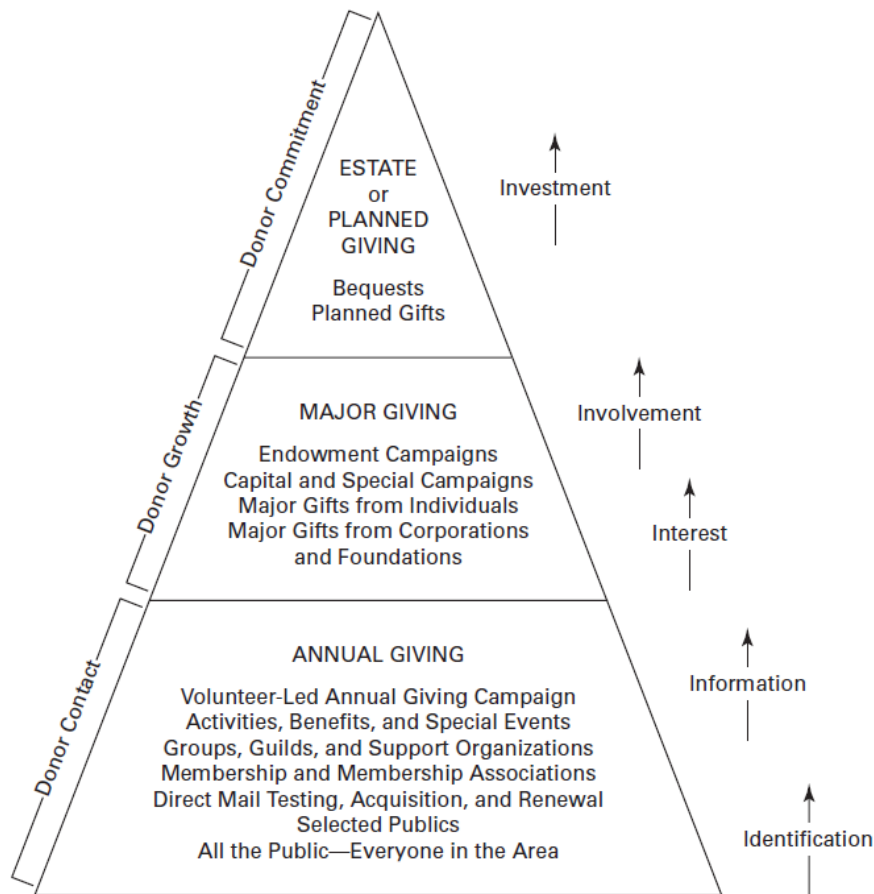 Donor Commitment
ESTATE
or
PLANNED
GIVING
Bequests
Planned Gifts
Investment
Donor Growth
MAJOR GIVING
Endowment Campaigns
Capital and Special Campaigns
Major Gifts from Individuals
Major Gifts from Corporations
and Foundations
Involvement
Interest
Donor Contact
ANNUAL GIVING
Volunteer-Led Annual Giving Campaign
Activities, Benefits, and Special Events
Groups, Guilds, and Support Organizations
Membership and Membership Associations
Direct Mail Testing, Acquisition, and Renewal
Selected Publics
All the Public—Everyone in the Area
Information
Identification